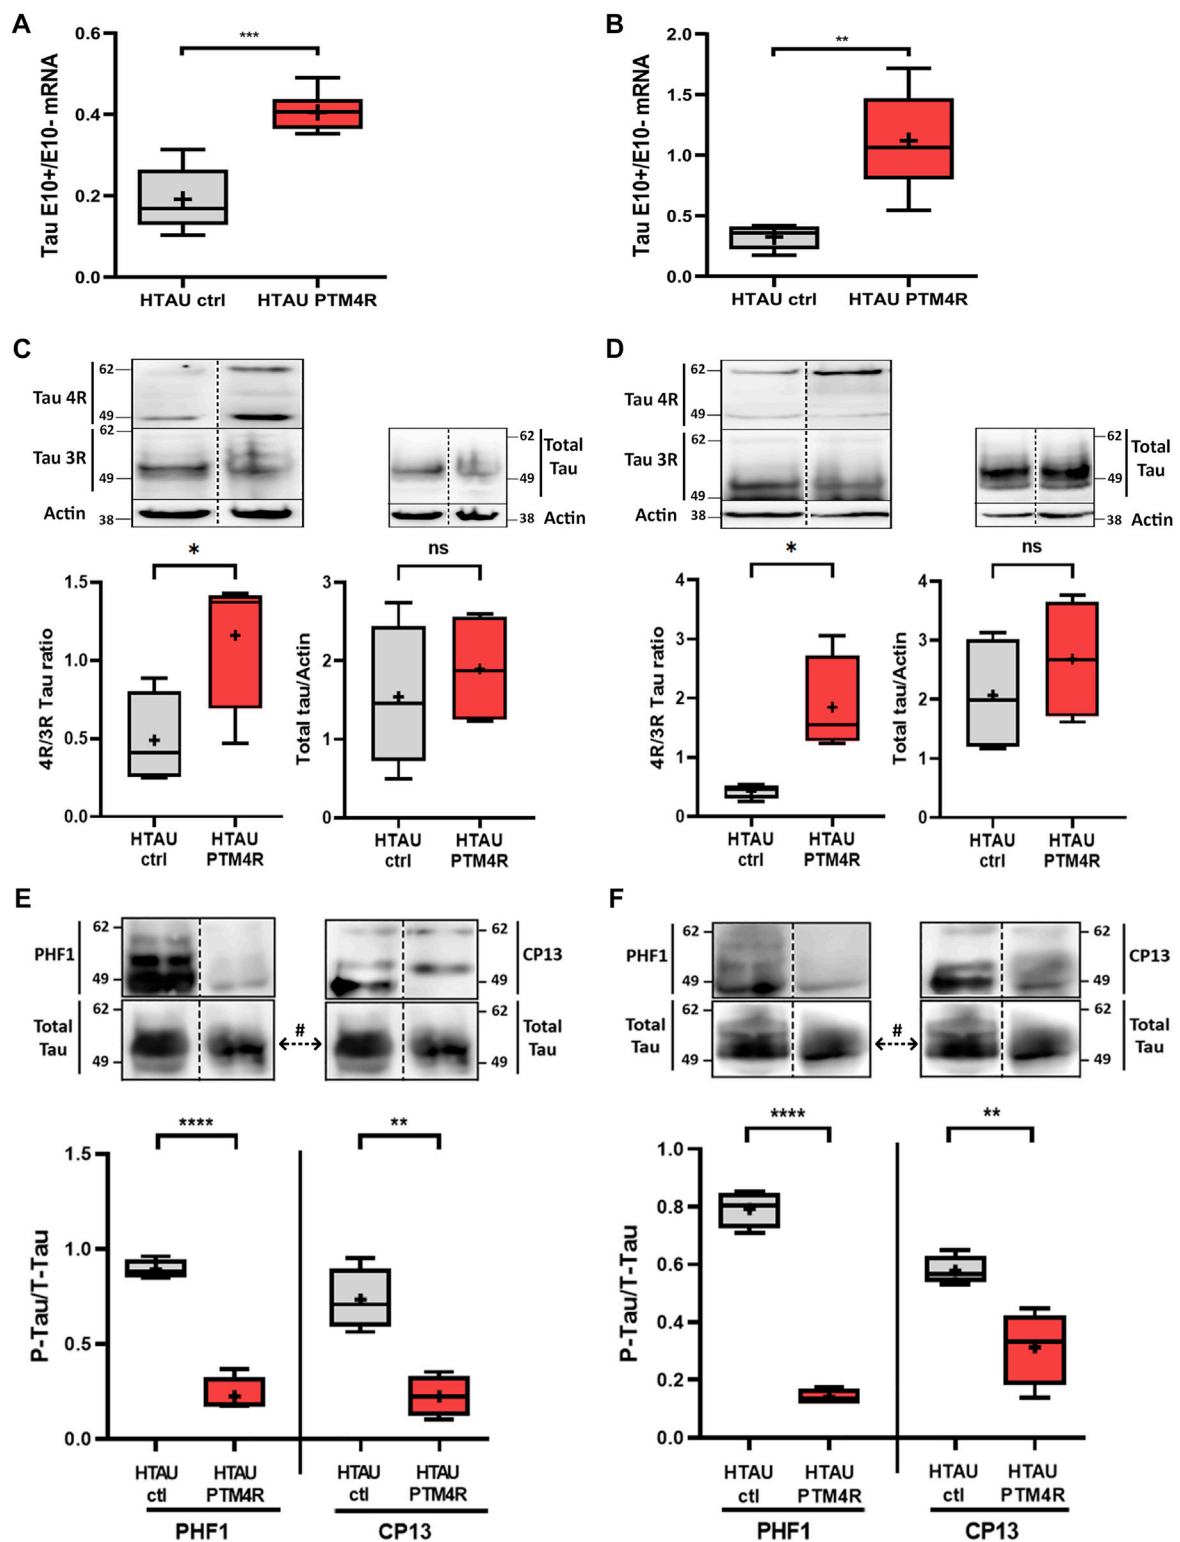 A
Tau E10+/E10- mRNA
0.6
0.4
0.2
0.0
***
HTAU ctrl
HTAU PTM4R
B
Tau E10+/E10- mRNA
2.0
1.5
1.0
0.5
0.0
**
HTAU ctrl
HTAU PTM4R
C
Tau 4R
62
49
Tau 3R
62
49
Actin
38
62
49
38
Total
Tau
Actin
*
4R/3R Tau ratio
1.5
1.0
0.5
0.0
HTAU ctrl
HTAU PTM4R
ns
Total tau/Actin
3
2
1
0
HTAU ctrl
HTAU PTM4R
D
Tau 4R
62
49
Tau 3R
62
49
Actin
38
62
49
38
Total
Tau
Actin
*
4R/3R Tau ratio
4
3
2
1
0
HTAU ctrl
HTAU PTM4R
ns
Total tau/Actin
4
3
2
1
0
HTAU ctrl
HTAU PTM4R
E
PHF1
62
49
Total
Tau
62
49
#
62
49
CP13
62
49
Total
Tau
P-Tau/T-Tau
1.5
1.0
0.5
0.0
****
**
HTAU ctl
HTAU PTM4R
HTAU ctl
HTAU PTM4R
PHF1
CP13
F
PHF1
62
49
Total
Tau
62
49
#
62
49
CP13
62
49
Total
Tau
P-Tau/T-Tau
1.0
0.8
0.6
0.4
0.2
0.0
****
**
HTAU ctl
HTAU PTM4R
HTAU ctl
HTAU PTM4R
PHF1
CP13